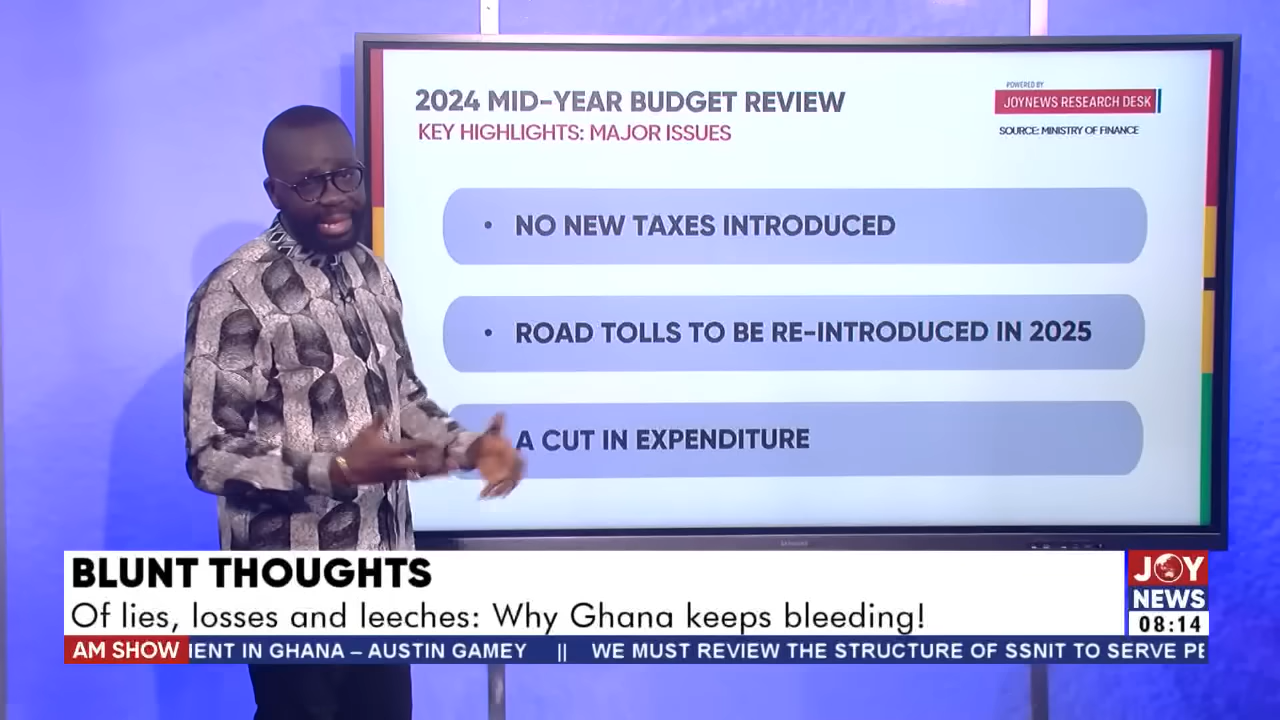 2024 MID-YEAR BUDGET REVIEW
KEY HIGHLIGHTS: MAJOR ISSUES
POWERED BY
JOYNEWS RESEARCH DESK
SOURCE: MINISTRY OF FINANCE
• NO NEW TAXES INTRODUCED
• ROAD TOLLS TO BE RE-INTRODUCED IN 2025
A CUT IN EXPENDITURE
SAMSUNG
BLUNT THOUGHTS
Of lies, losses and leeches: Why Ghana keeps bleeding!
JOY
NEWS
08:14
AM SHOW IENT IN GHANA – AUSTIN GAMEY || WE MUST REVIEW THE STRUCTURE OF SSNIT TO SERVE PE